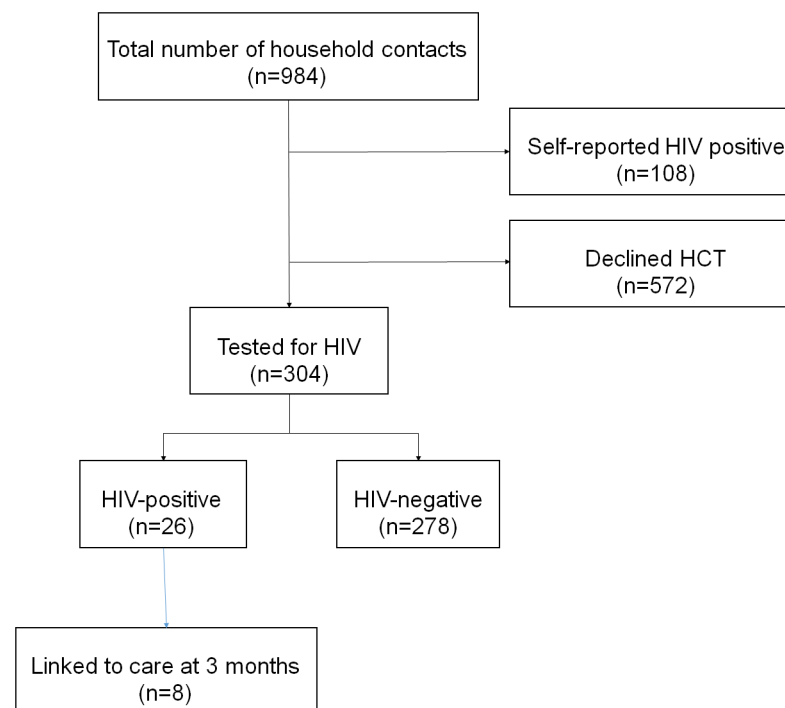 Total number of household contacts
(n=984)
Self-reported HIV positive
(n=108)
Declined HCT
(n=572)
Tested for HIV
(n=304)
HIV-positive
(n=26)
HIV-negative
(n=278)
Linked to care at 3 months
(n=8)